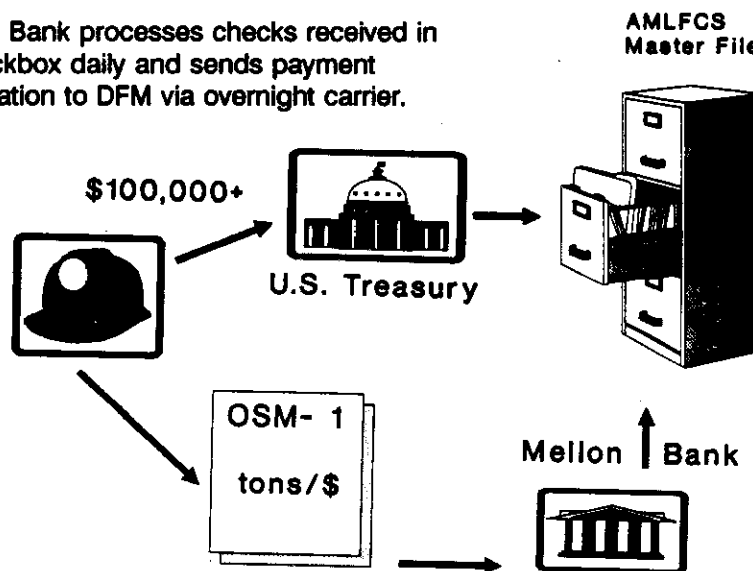 Bank processes checks received in
ckbox daily and sends payment
ation to DFM via overnight carrier.
AMLFCS
Master File
$100,000+
U.S. Treasury
OSM- 1
tons/$
Mellon Bank